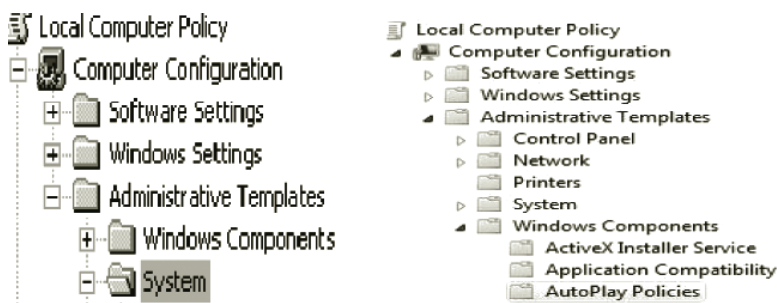 Local Computer Policy
Computer Configuration
Software Settings
Windows Settings
Administrative Templates
Windows Components
System
Local Computer Policy
Computer Configuration
Software Settings
Windows Settings
Administrative Templates
Control Panel
Network
Printers
System
Windows Components
ActiveX Installer Service
Application Compatibility
AutoPlay Policies